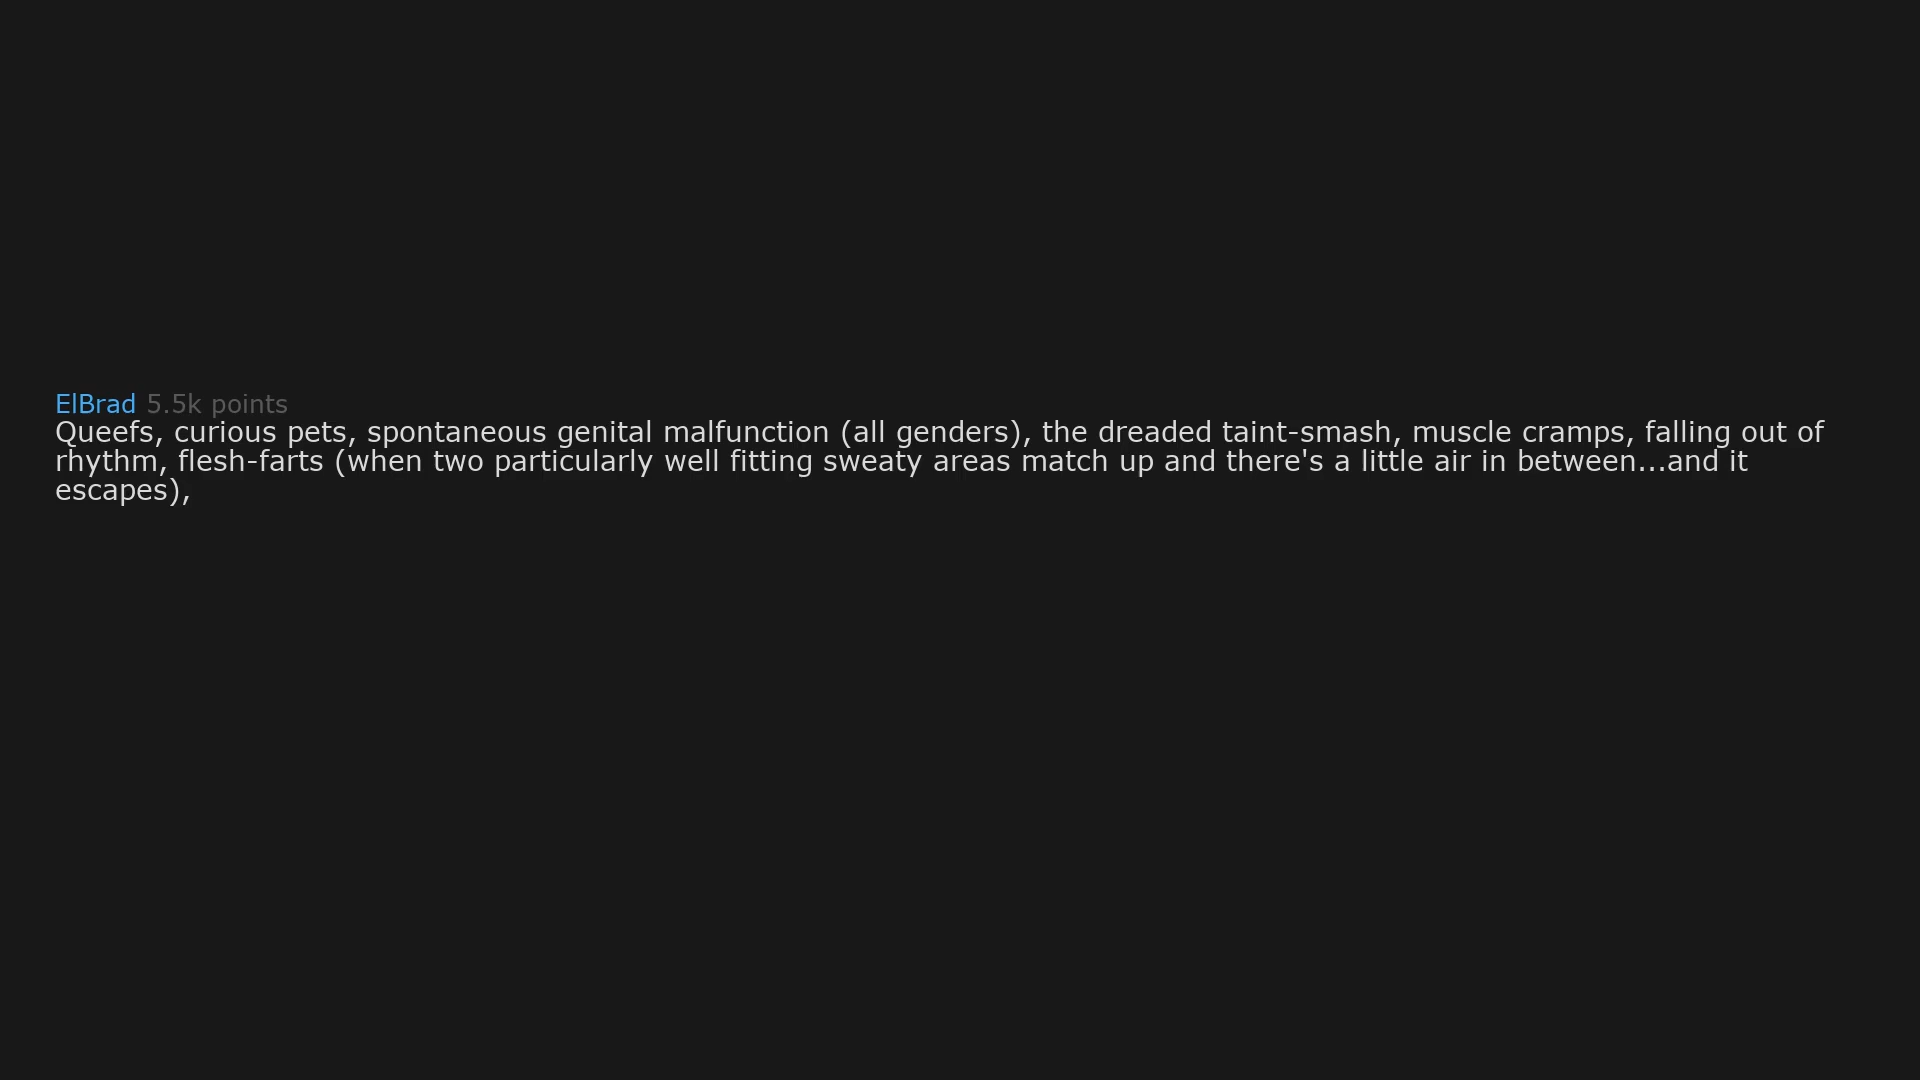 ElBrad 5.5k points
Queefs, curious pets, spontaneous genital malfunction (all genders), the dreaded taint-smash, muscle cramps, falling out of
rhythm, flesh-farts (when two particularly well fitting sweaty areas match up and there's a little air in between...and it
escapes),